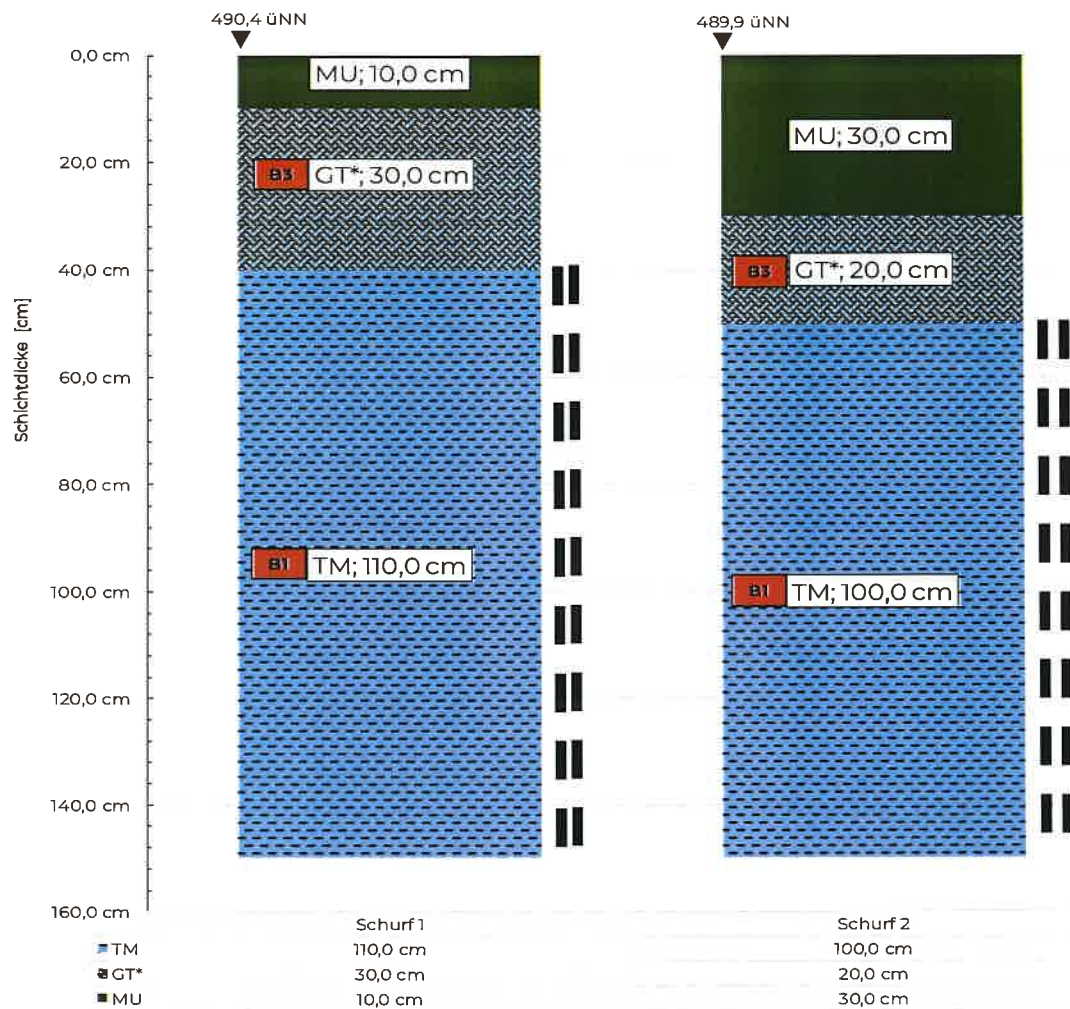 490,4 üNN
489,9 üNN
Schichtdicke [cm]
0,0 cm
20,0 cm
40,0 cm
60,0 cm
80,0 cm
100,0 cm
120,0 cm
140,0 cm
160,0 cm
MU; 10,0 cm
B3 GT*; 30,0 cm
B1 TM; 110,0 cm
MU; 30,0 cm
B3 GT*; 20,0 cm
B1 TM; 100,0 cm
Schurf 1 Schurf 2
TM 110,0 cm 100,0 cm
GT* 30,0 cm 20,0 cm
MU 10,0 cm 30,0 cm